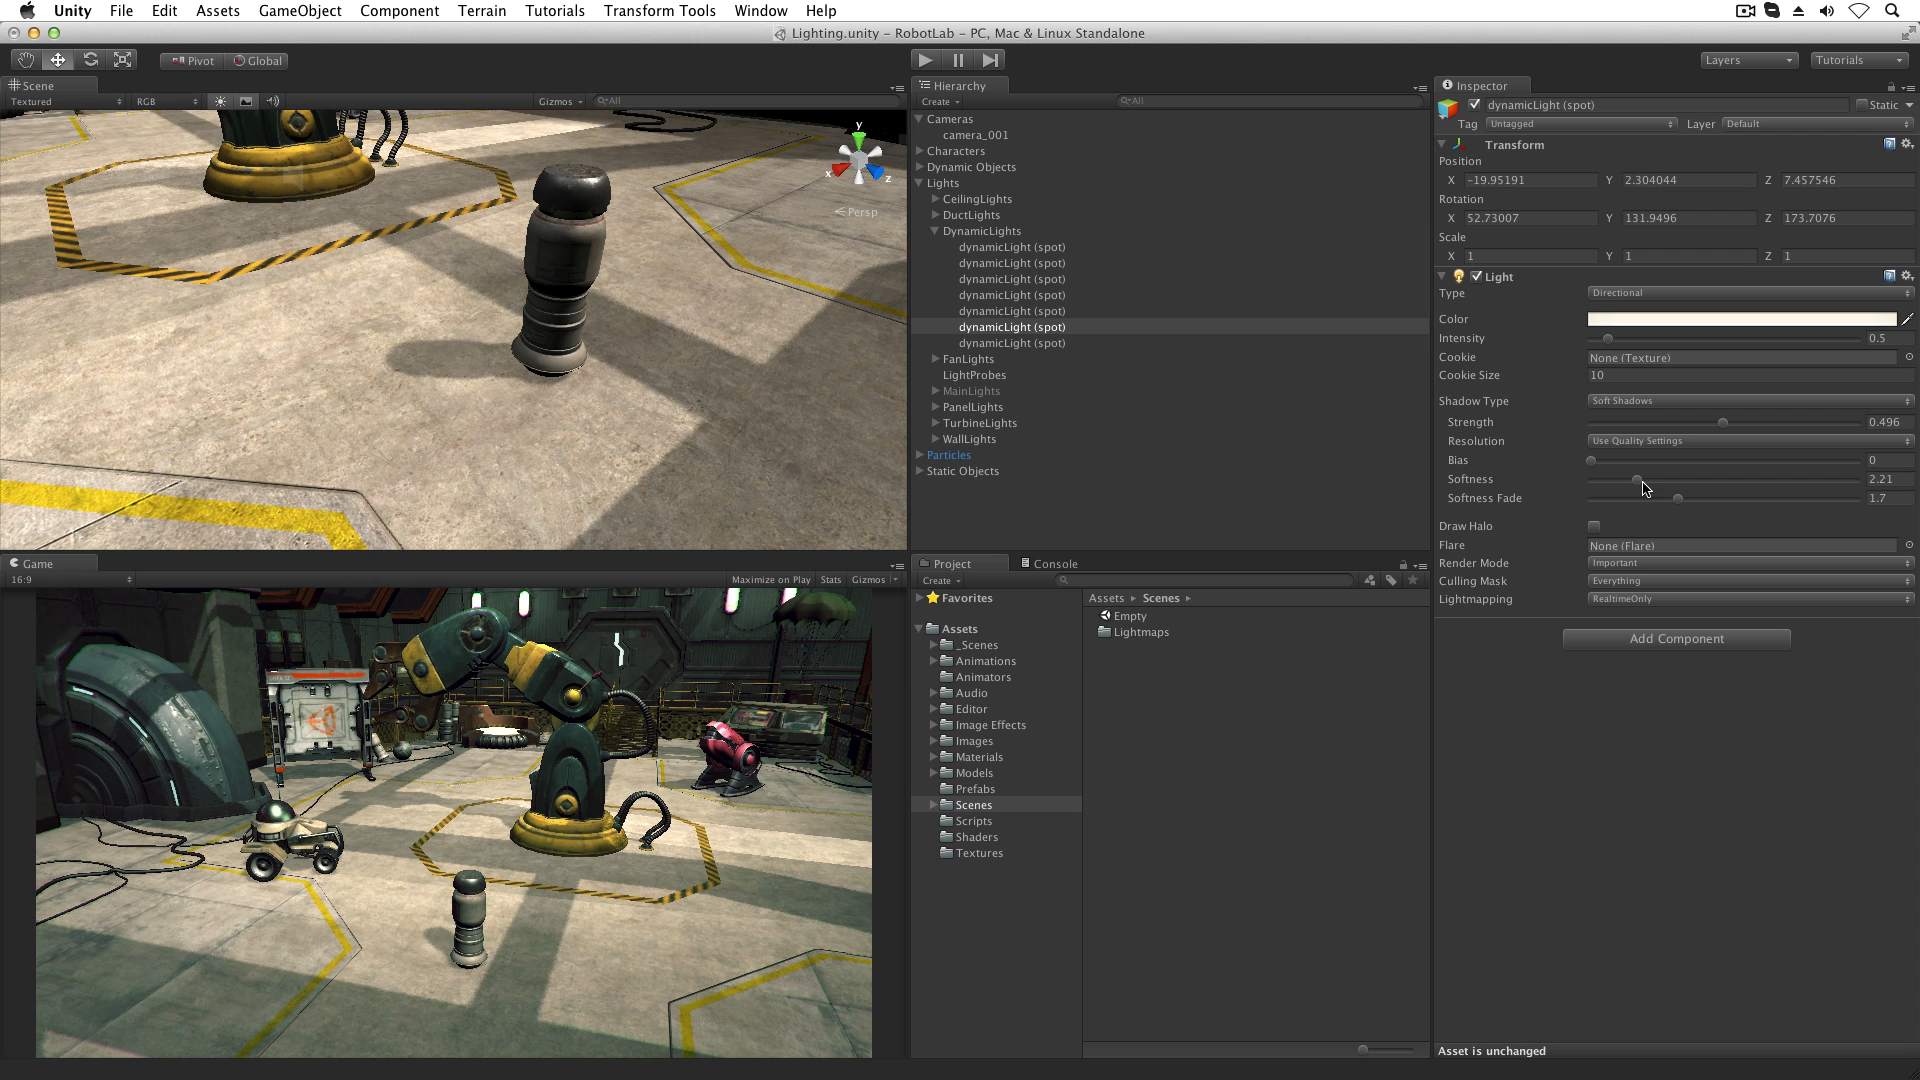 Unity File Edit Assets GameObject Component Terrain Tutorials Transform Tools Window Help
Lighting.unity – RobotLab – PC, Mac & Linux Standalone
Pivot Global
Layers Tutorials
Scene
Textured RGB Gizmos All
y
x z
Persp
Game
16:9 Maximize on Play Stats Gizmos
Hierarchy
Create All
Cameras
camera_001
Characters
Dynamic Objects
Lights
CeilingLights
DuctLights
DynamicLights
dynamicLight (spot)
dynamicLight (spot)
dynamicLight (spot)
dynamicLight (spot)
dynamicLight (spot)
dynamicLight (spot)
dynamicLight (spot)
FanLights
LightProbes
MainLights
PanelLights
TurbineLights
WallLights
Particles
Static Objects
Project Console
Create
Favorites
Assets
_Scenes
Animations
Animators
Audio
Editor
Image Effects
Images
Materials
Models
Prefabs
Scenes
Scripts
Shaders
Textures
Assets Scenes
Empty
Lightmaps
Inspector
dynamicLight (spot) Static
Tag Untagged Layer Default
Transform
Position
X -19.95191 Y 2.304044 Z 7.457546
Rotation
X 52.73007 Y 131.9496 Z 173.7076
Scale
X 1 Y 1 Z 1
Light
Type Directional
Color
Intensity 0.5
Cookie None (Texture)
Cookie Size 10
Shadow Type Soft Shadows
Strength 0.496
Resolution Use Quality Settings
Bias 0
Softness 2.21
Softness Fade 1.7
Draw Halo
Flare None (Flare)
Render Mode Important
Culling Mask Everything
Lightmapping RealtimeOnly
Add Component
Asset is unchanged